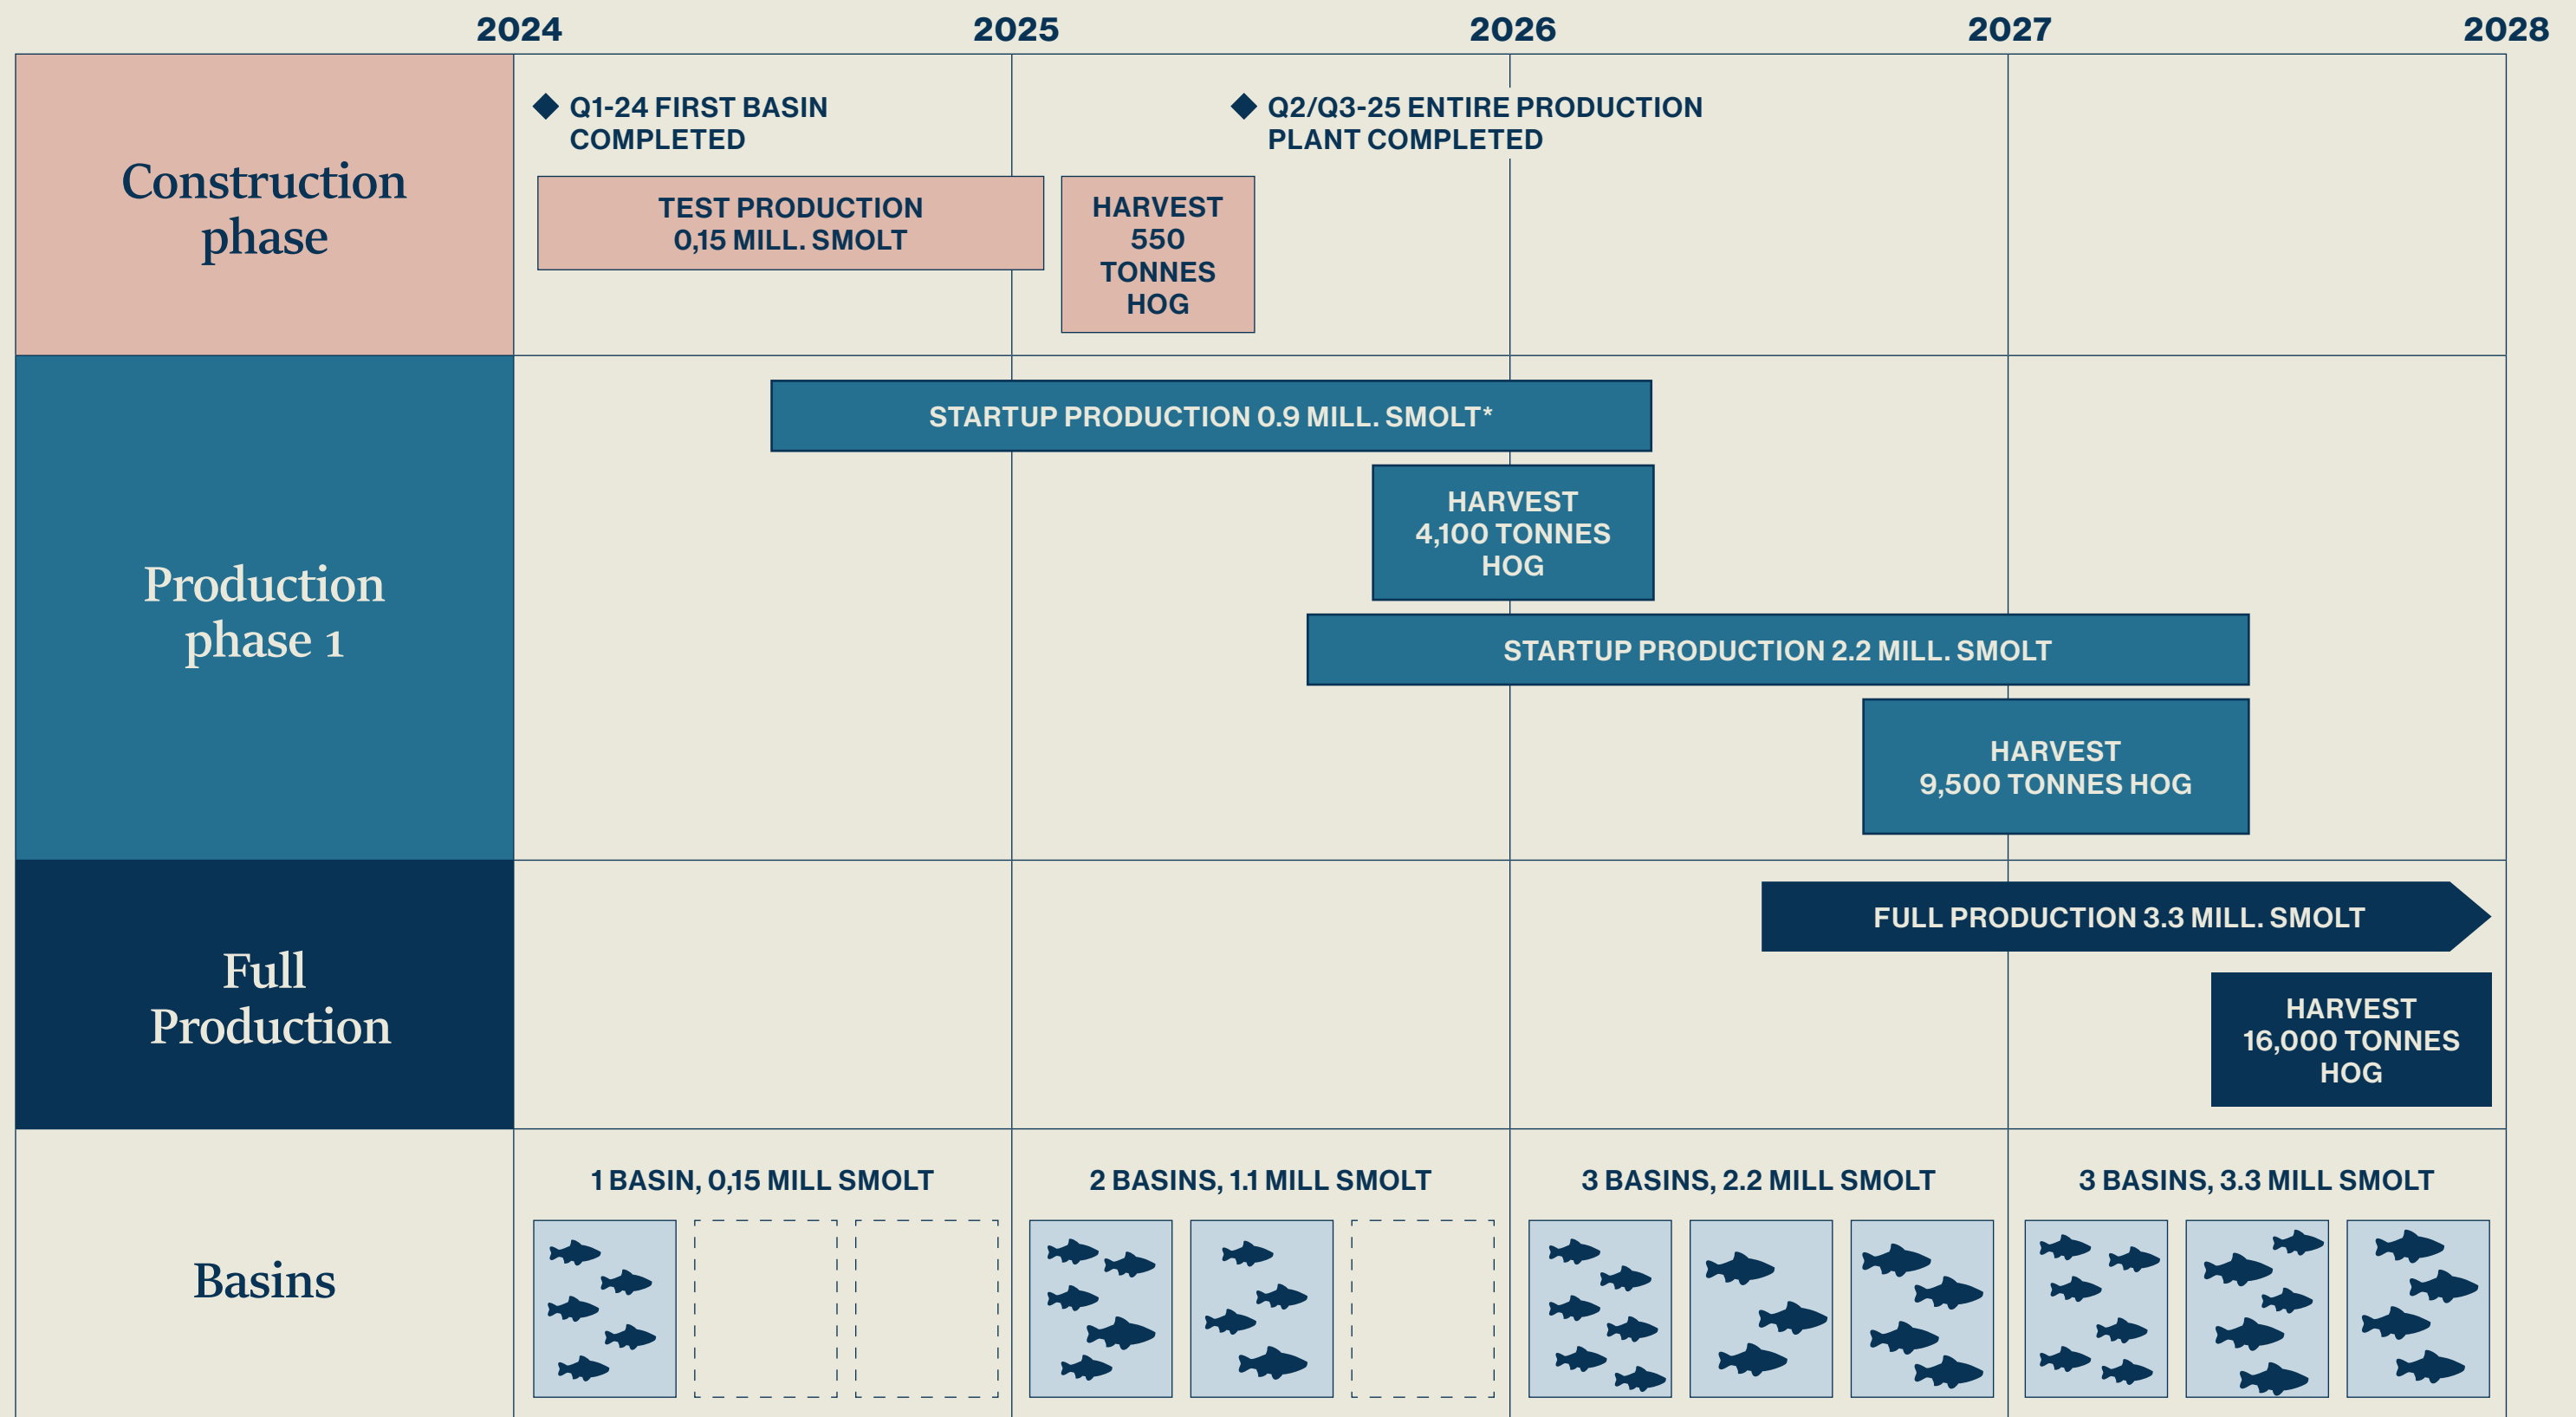 2024 2025 2026 2027 2028
Construction
phase
Q1-24 FIRST BASIN
COMPLETED
Q2/Q3-25 ENTIRE PRODUCTION
PLANT COMPLETED
TEST PRODUCTION
0,15 MILL. SMOLT
HARVEST
550
TONNES
HOG
Production
phase 1
STARTUP PRODUCTION 0.9 MILL. SMOLT*
HARVEST
4,100 TONNES
HOG
STARTUP PRODUCTION 2.2 MILL. SMOLT
HARVEST
9,500 TONNES HOG
Full
Production
FULL PRODUCTION 3.3 MILL. SMOLT
HARVEST
16,000 TONNES
HOG
Basins
1 BASIN, 0,15 MILL SMOLT
2 BASINS, 1.1 MILL SMOLT
3 BASINS, 2.2 MILL SMOLT
3 BASINS, 3.3 MILL SMOLT